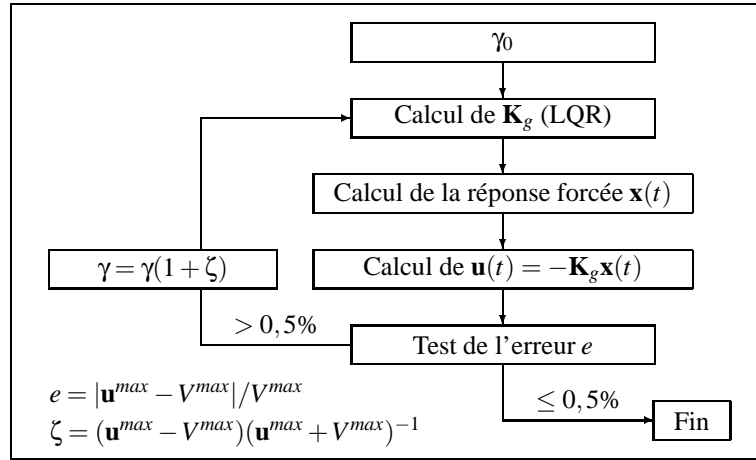 γ₀
Calcul de K_g (LQR)
Calcul de la réponse forcée x(t)
γ = γ(1 + ζ)
Calcul de u(t) = −K_g x(t)
> 0,5%
Test de l'erreur e
e = |u^max − V^max|/V^max
≤ 0,5%
ζ = (u^max − V^max)(u^max + V^max)^−1
Fin